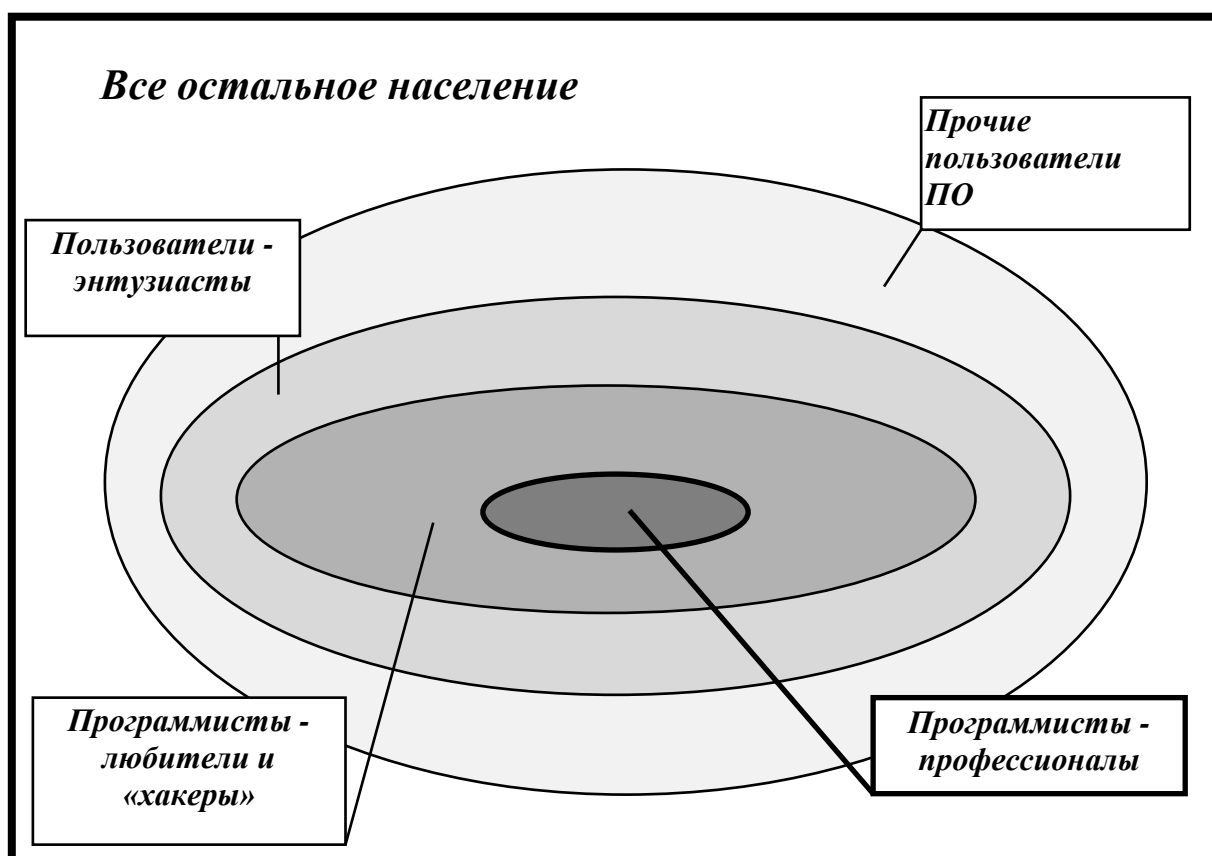 Все остальное население
Прочие
пользователи
ПО
Пользователи -
энтузиасты
Программисты -
любители и
«хакеры»
Программисты -
профессионалы